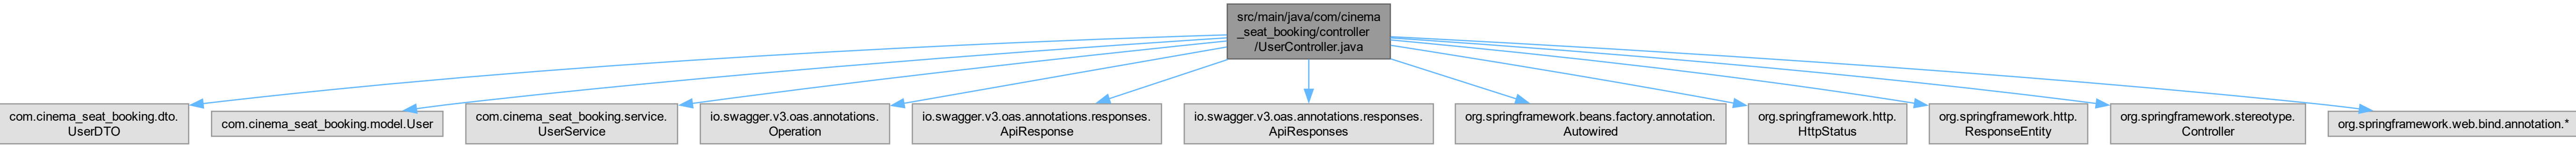 src/main/java/com/cinema
_seat_booking/controller
/UserController.java
com.cinema_seat_booking.dto.
UserDTO
com.cinema_seat_booking.model.User
com.cinema_seat_booking.service.
UserService
io.swagger.v3.oas.annotations.
Operation
io.swagger.v3.oas.annotations.responses.
ApiResponse
io.swagger.v3.oas.annotations.responses.
ApiResponses
org.springframework.beans.factory.annotation.
Autowired
org.springframework.http.
HttpStatus
org.springframework.http.
ResponseEntity
org.springframework.stereotype.
Controller
org.springframework.web.bind.annotation.*